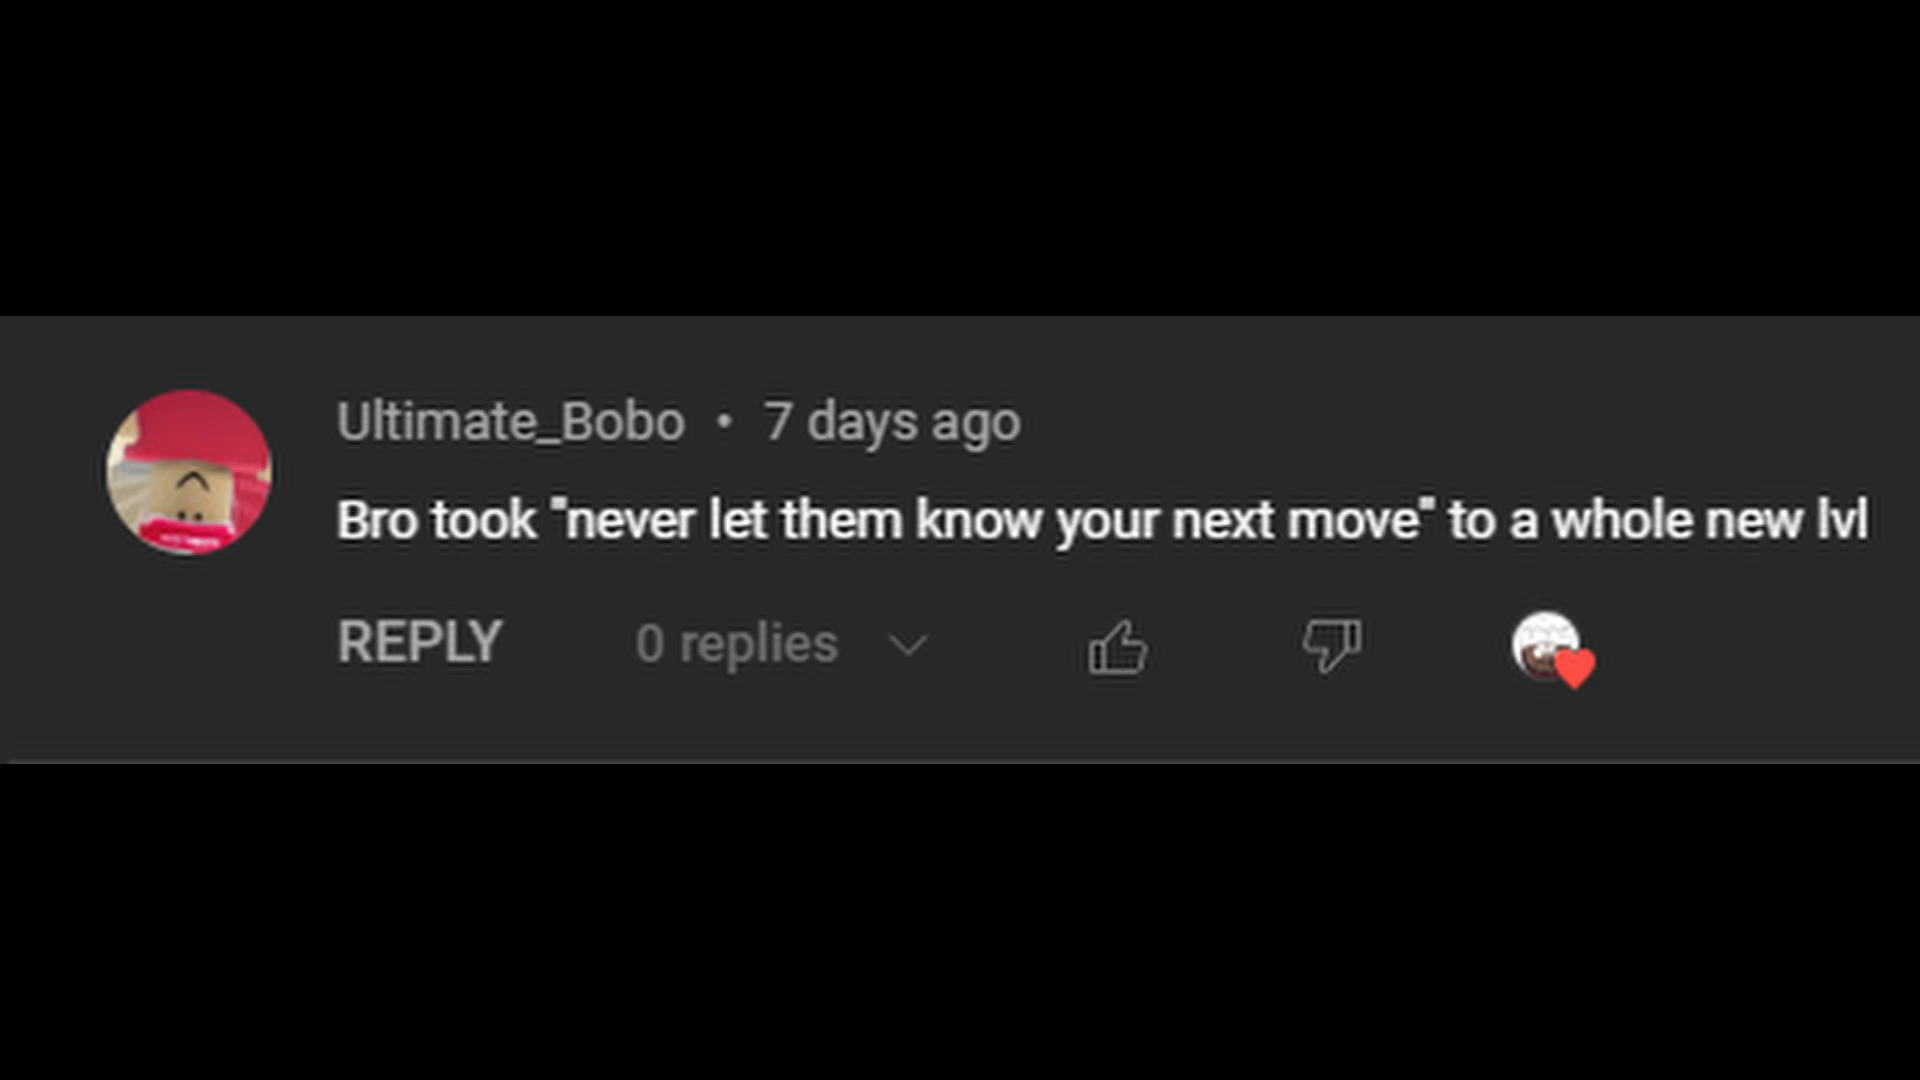 Ultimate_Bobo • 7 days ago
Bro took "never let them know your next move" to a whole new lvl
REPLY 0 replies